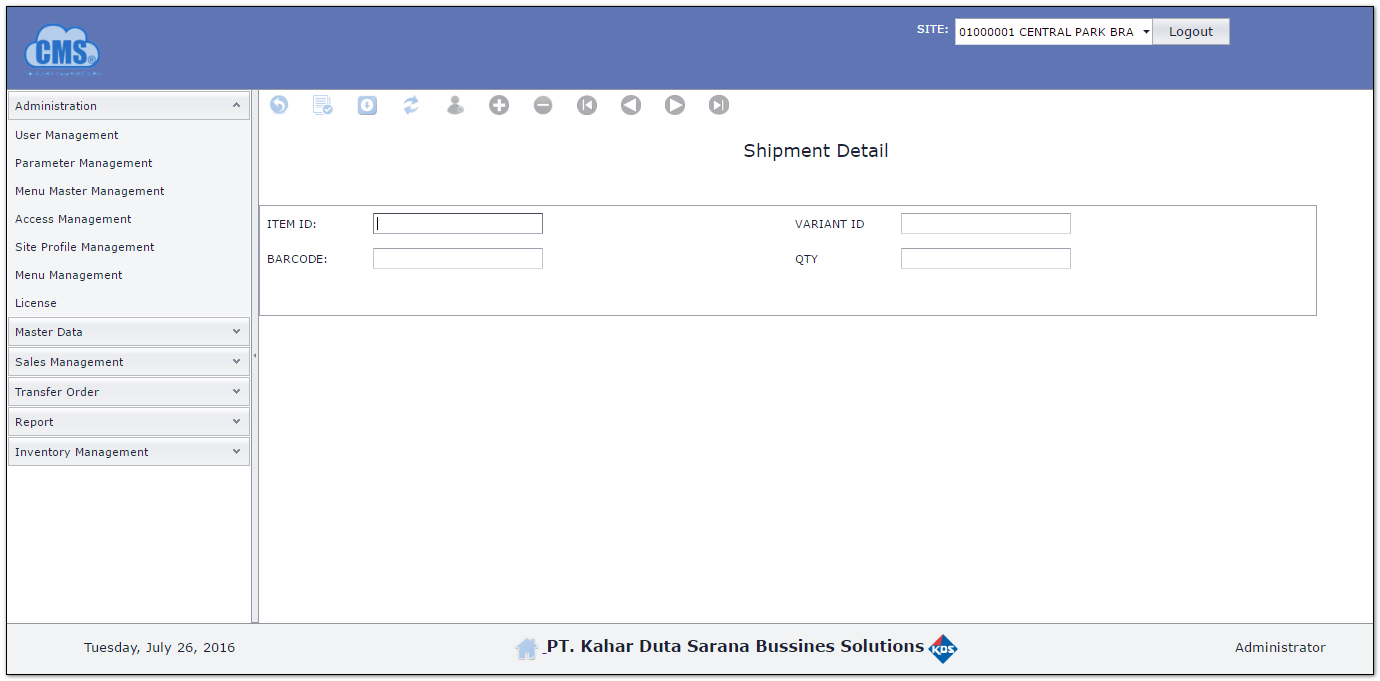 CMS®
SITE: 01000001 CENTRAL PARK BRA Logout
Administration
User Management
Parameter Management
Menu Master Management
Access Management
Site Profile Management
Menu Management
License
Master Data
Sales Management
Transfer Order
Report
Inventory Management
Shipment Detail
ITEM ID: VARIANT ID
BARCODE: QTY
Tuesday, July 26, 2016 PT. Kahar Duta Sarana Bussines Solutions KDS Administrator